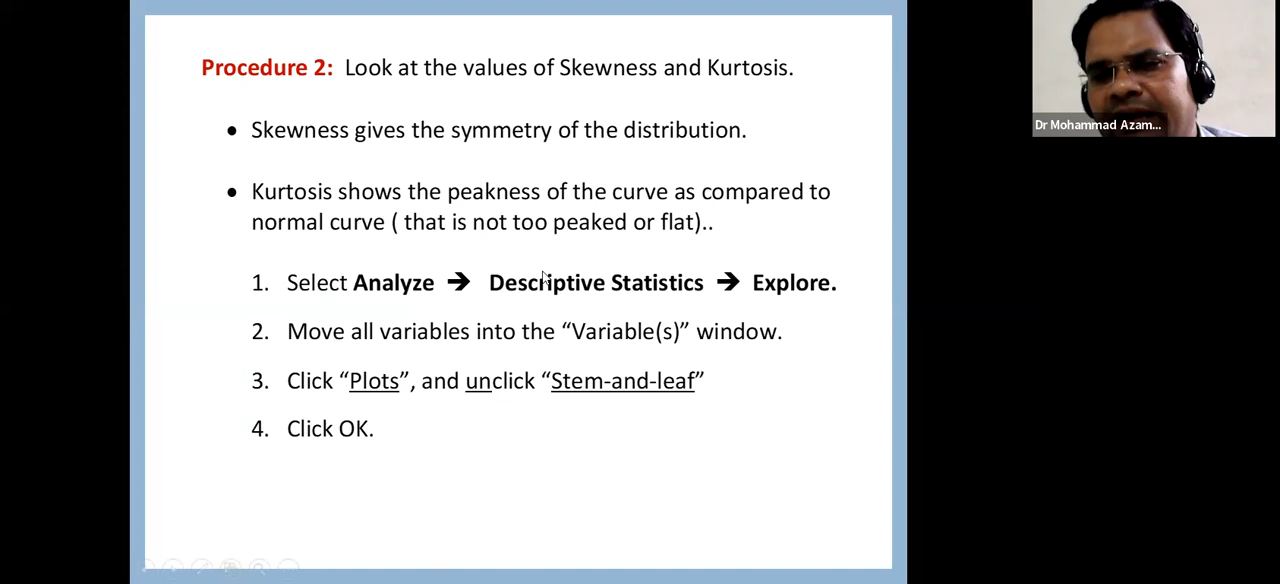 Procedure 2: Look at the values of Skewness and Kurtosis.
• Skewness gives the symmetry of the distribution.
• Kurtosis shows the peakness of the curve as compared to
normal curve ( that is not too peaked or flat)..
1. Select Analyze ➔ Descriptive Statistics ➔ Explore.
2. Move all variables into the “Variable(s)” window.
3. Click “Plots”, and unclick “Stem-and-leaf”
4. Click OK.
Dr Mohammad Azam...